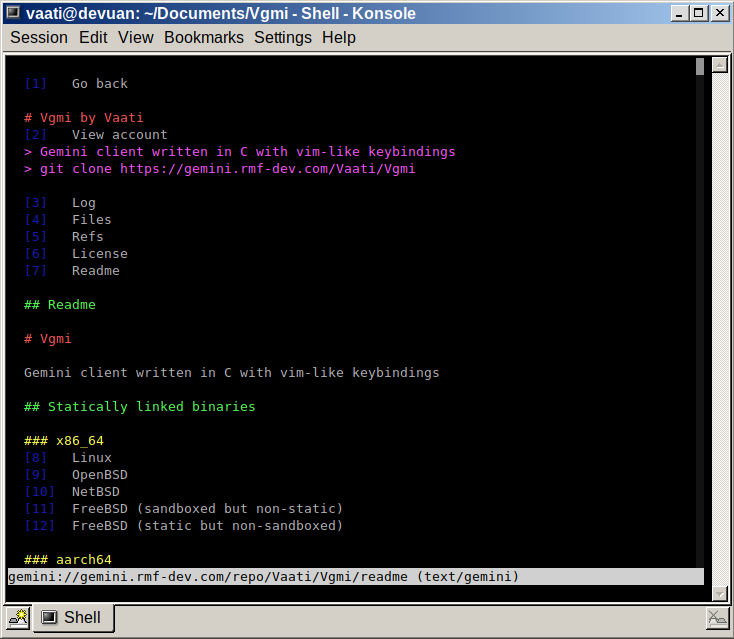 vaati@devuan: ~/Documents/Vgmi - Shell - Konsole
Session Edit View Bookmarks Settings Help
[1] Go back
# Vgmi by Vaati
[2] View account
> Gemini client written in C with vim-like keybindings
> git clone https://gemini.rmf-dev.com/Vaati/Vgmi
[3] Log
[4] Files
[5] Refs
[6] License
[7] Readme
## Readme
# Vgmi
Gemini client written in C with vim-like keybindings
## Statically linked binaries
### x86_64
[8] Linux
[9] OpenBSD
[10] NetBSD
[11] FreeBSD (sandboxed but non-static)
[12] FreeBSD (static but non-sandboxed)
### aarch64
gemini://gemini.rmf-dev.com/repo/Vaati/Vgmi/readme (text/gemini)
Shell